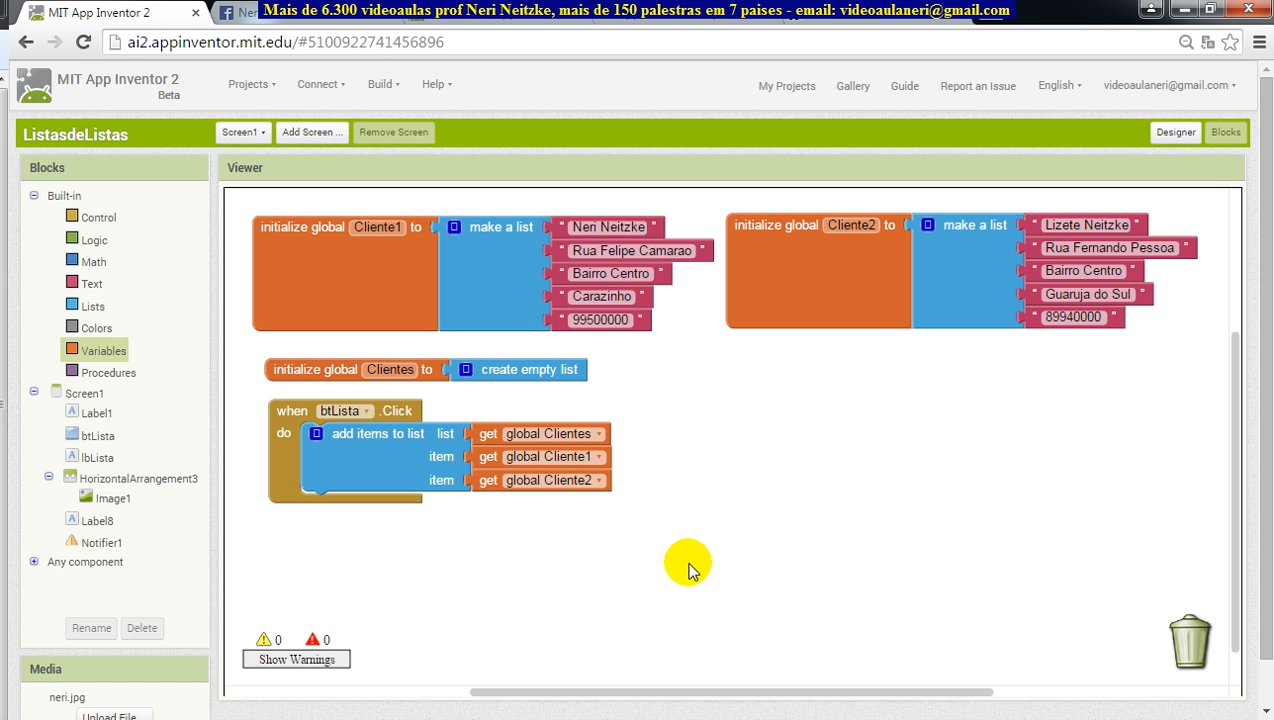 MIT App Inventor 2
Ner
Mais de 6.300 videoaulas prof Neri Neitzke, mais de 150 palestras em 7 paises - email: videoaulaneri@gmail.com
ai2.appinventor.mit.edu/#5100922741456896
MIT App Inventor 2
Beta
Projects
Connect
Build
Help
My Projects
Gallery
Guide
Report an Issue
English
videoaulaneri@gmail.com
ListasdeListas
Screen1
Add Screen ...
Remove Screen
Designer
Blocks
Blocks
Built-in
Control
Logic
Math
Text
Lists
Colors
Variables
Procedures
Screen1
Label1
btLista
lbLista
HorizontalArrangement3
Image1
Label8
Notifier1
Any component
Rename
Delete
Media
neri.jpg
Upload File
Viewer
initialize global Cliente1 to make a list " Neri Neitzke "
" Rua Felipe Camarao "
" Bairro Centro "
" Carazinho "
" 99500000 "
initialize global Cliente2 to make a list " Lizete Neitzke "
" Rua Fernando Pessoa "
" Bairro Centro "
" Guaruja do Sul "
" 89940000 "
initialize global Clientes to create empty list
when btLista .Click
do add items to list list get global Clientes
item get global Cliente1
item get global Cliente2
0 0
Show Warnings